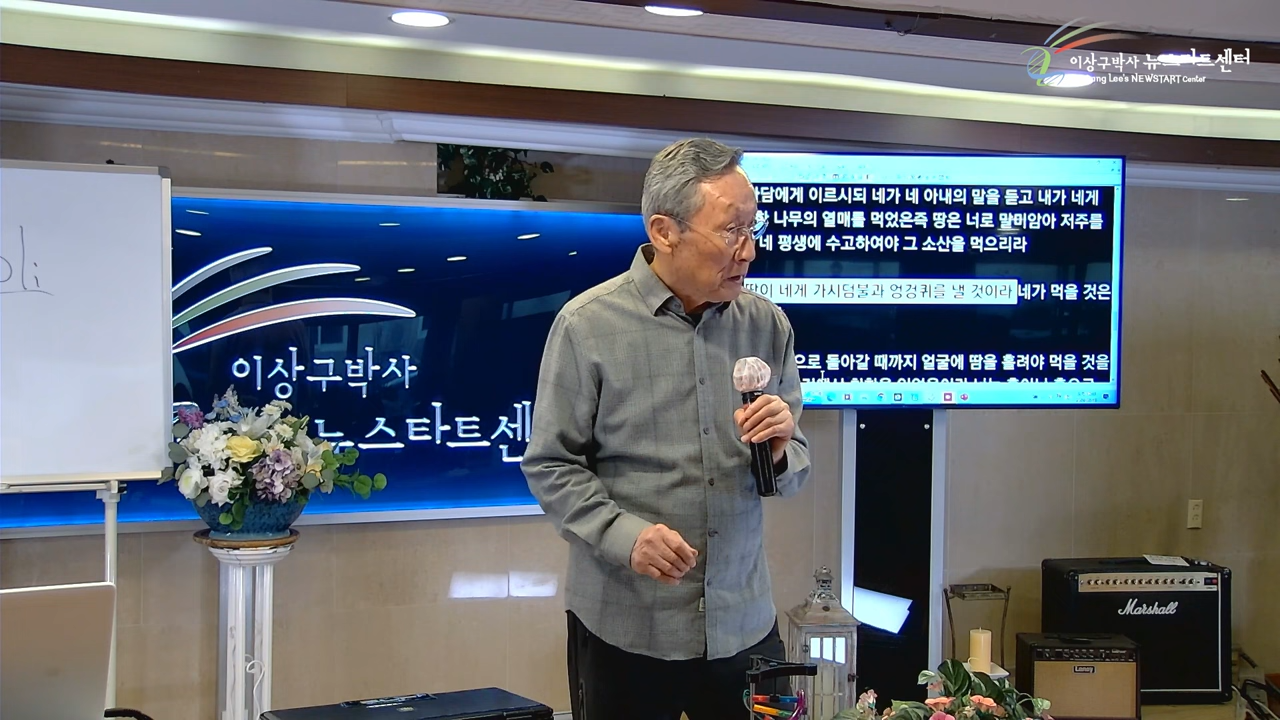 이상구박사 뉴스타트센터
Lee's NEWSTART Center
oli
이상구박사
뉴스타트센
아담에게 이르시되 네가 네 아내의 말을 듣고 내가 네게
한 나무의 열매를 먹었은즉 땅은 너로 말미암아 저주를
네 평생에 수고하여야 그 소산을 먹으리라
땅이 네게 가시덤불과 엉겅퀴를 낼 것이라 네가 먹을 것은
으로 돌아갈 때까지 얼굴에 땀을 흘려야 먹을 것을
Marshall
Laney